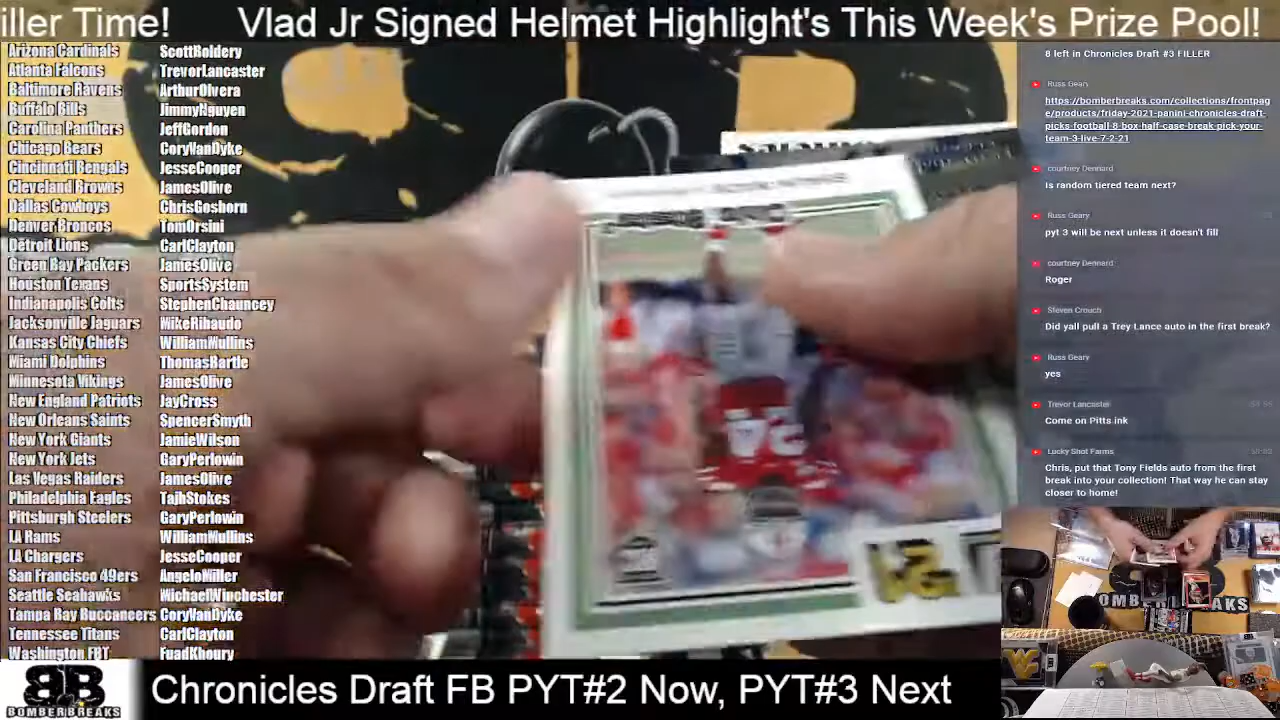 iller Time! Vlad Jr Signed Helmet Highlight's This Week's Prize Pool!
Arizona Cardinals ScottBoldery
Atlanta Falcons TrevorLancaster
Baltimore Ravens ArthurOlvera
Buffalo Bills JimmyNguyen
Carolina Panthers JeffGordon
Chicago Bears CoryVanDyke
Cincinnati Bengals JesseCooper
Cleveland Browns JamesOlive
Dallas Cowboys ChrisGoshorn
Denver Broncos TomOrsini
Detroit Lions CarlClayton
Green Bay Packers JamesOlive
Houston Texans SportsSystem
Indianapolis Colts StephenChauncey
Jacksonville Jaguars MikeRibaudo
Kansas City Chiefs WilliamMullins
Miami Dolphins ThomasBartle
Minnesota Vikings JamesOlive
New England Patriots JayCross
New Orleans Saints SpencerSmyth
New York Giants JamieWilson
New York Jets GaryPerlowin
Las Vegas Raiders JamesOlive
Philadelphia Eagles TajhStokes
Pittsburgh Steelers GaryPerlowin
LA Rams WilliamMullins
LA Chargers JesseCooper
San Francisco 49ers AngeloMiller
Seattle Seahawks MichaelWinchester
Tampa Bay Buccaneers CoryVanDyke
Tennessee Titans CarlClayton
Washington FBT FuadKhoury
8 left in Chronicles Draft #3 FILLER
Russ Geary
https://bomberbreaks.com/collections/frontpag
e/products/friday-2021-panini-chronicles-draft-
picks-football-8-box-half-case-break-pick-your-
team-3-live-7-2-21
courtney Dennard
Is random tiered team next?
Russ Geary
pyt 3 will be next unless it doesn't fill
courtney Dennard
Roger
Steven Crouch
Did yall pull a Trey Lance auto in the first break?
Russ Geary
yes
Trevor Lancaster
Come on Pitts ink
Lucky Shot Farms
Chris, put that Tony Fields auto from the first
break into your collection! That way he can stay
closer to home!
24
BOMBERBREAKS
BB
BOMBERBREAKS
Chronicles Draft FB PYT#2 Now, PYT#3 Next